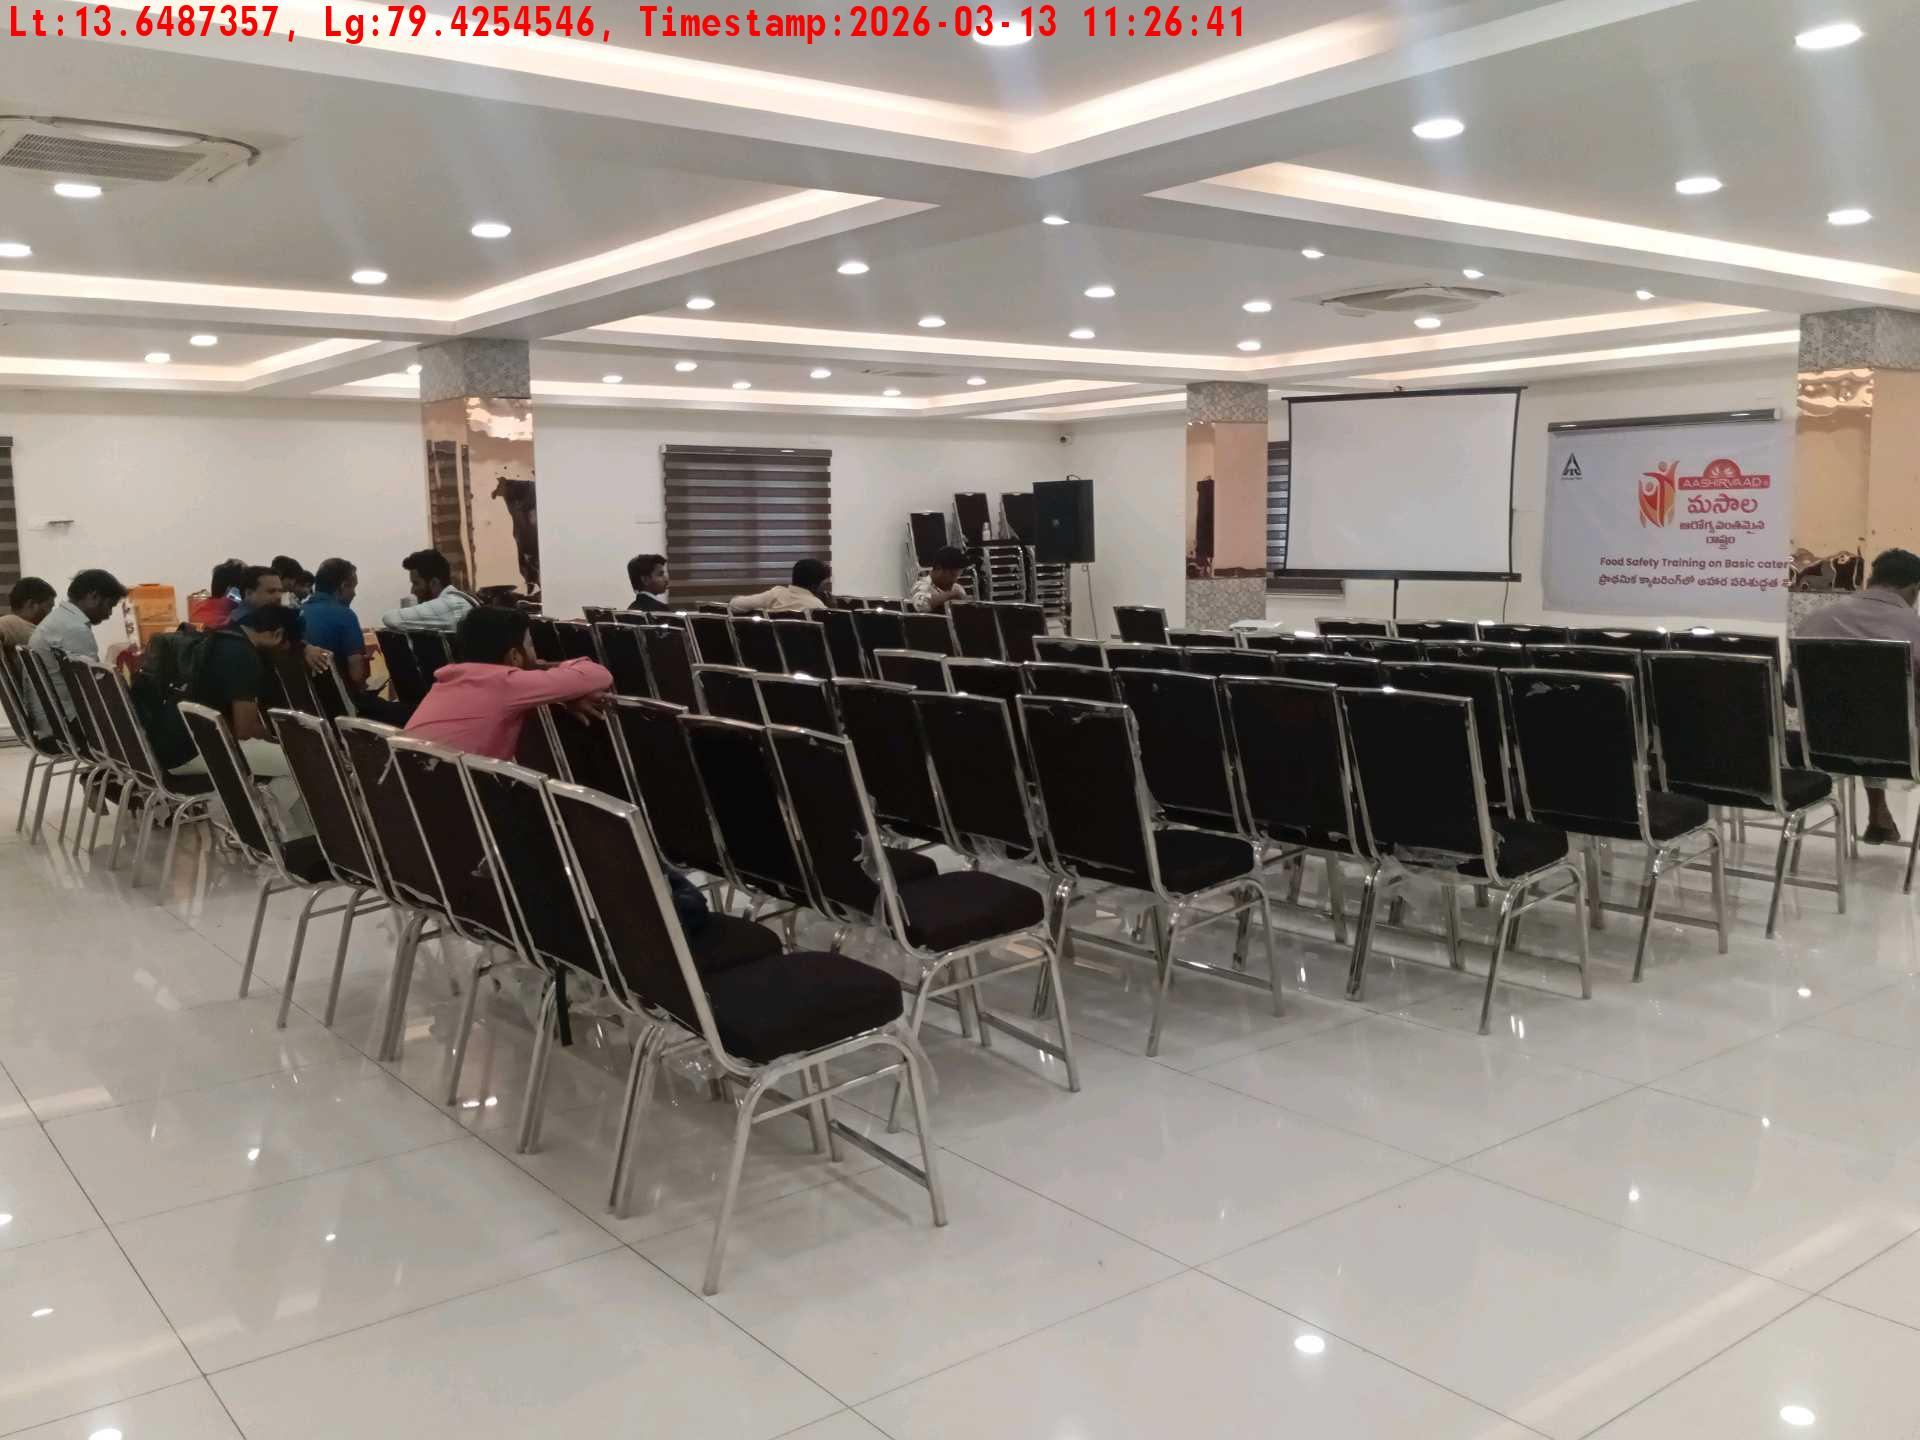 Lt:13.6487357, Lg:79.4254546, Timestamp:2026-03-13 11:26:41
AASHIRVAAD
మసాలా
ఆరోగ్యవంతమైన
రాష్ట్రం
Food Safety Training on Basic cater
ప్రాథమిక క్యాటరింగ్‌లో ఆహార పరిశుద్ధత